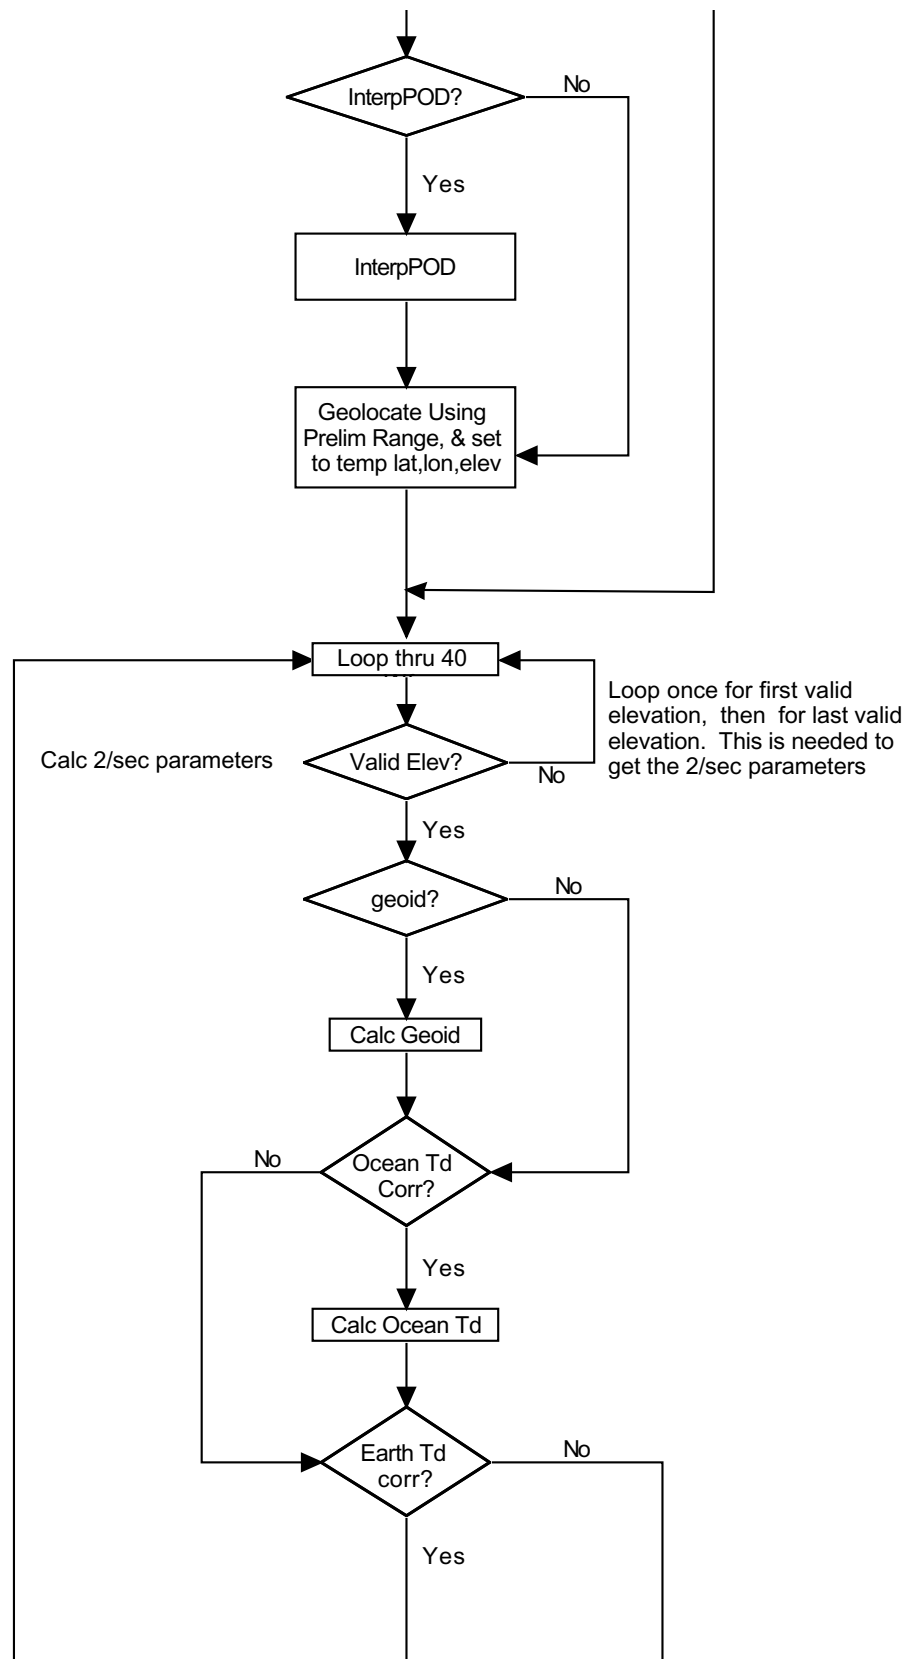 InterpPOD?
No
Yes
InterpPOD
Geolocate Using
Prelim Range, & set
to temp lat,lon,elev
Loop thru 40
Loop once for first valid
elevation, then for last valid
elevation. This is needed to
get the 2/sec parameters
Calc 2/sec parameters
Valid Elev?
No
Yes
geoid?
No
Yes
Calc Geoid
No
Ocean Td
Corr?
Yes
Calc Ocean Td
Earth Td
corr?
No
Yes